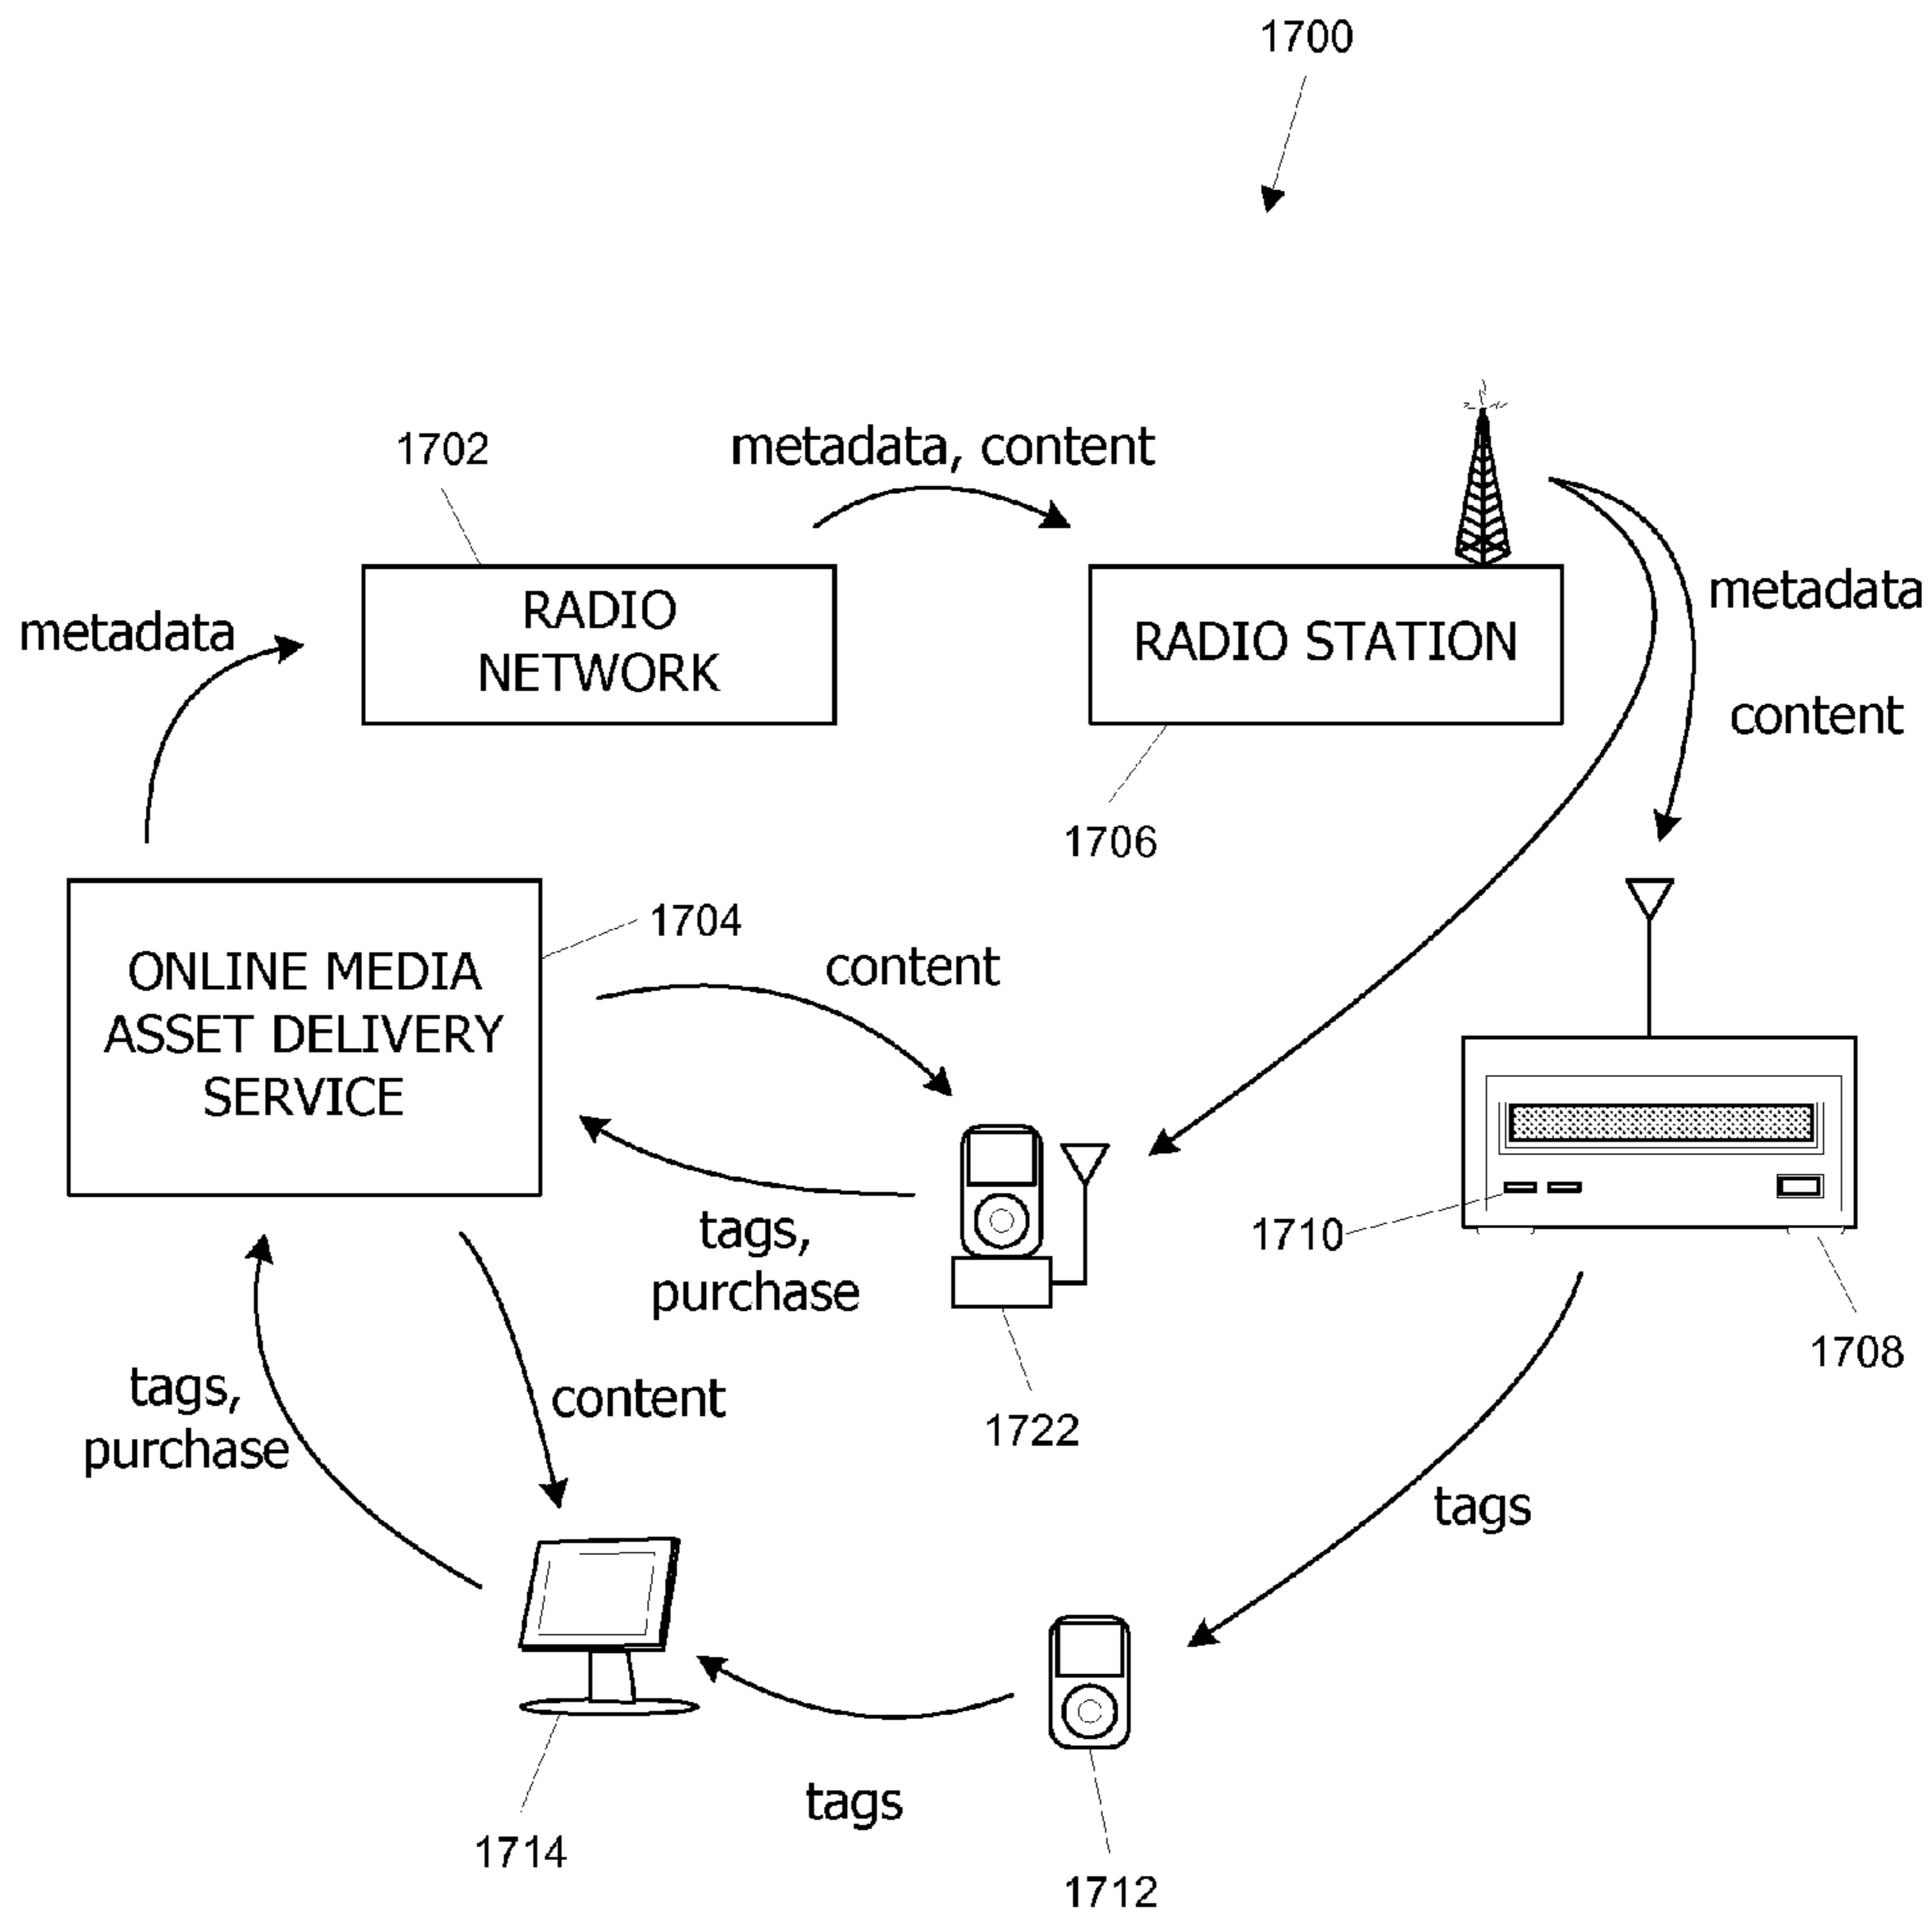 1700
1702
metadata, content
RADIO
NETWORK
RADIO STATION
metadata
content
metadata
1706
1704
ONLINE MEDIA
ASSET DELIVERY
SERVICE
content
tags,
purchase
1710
1708
1722
tags,
purchase
content
tags
1714
tags
1712